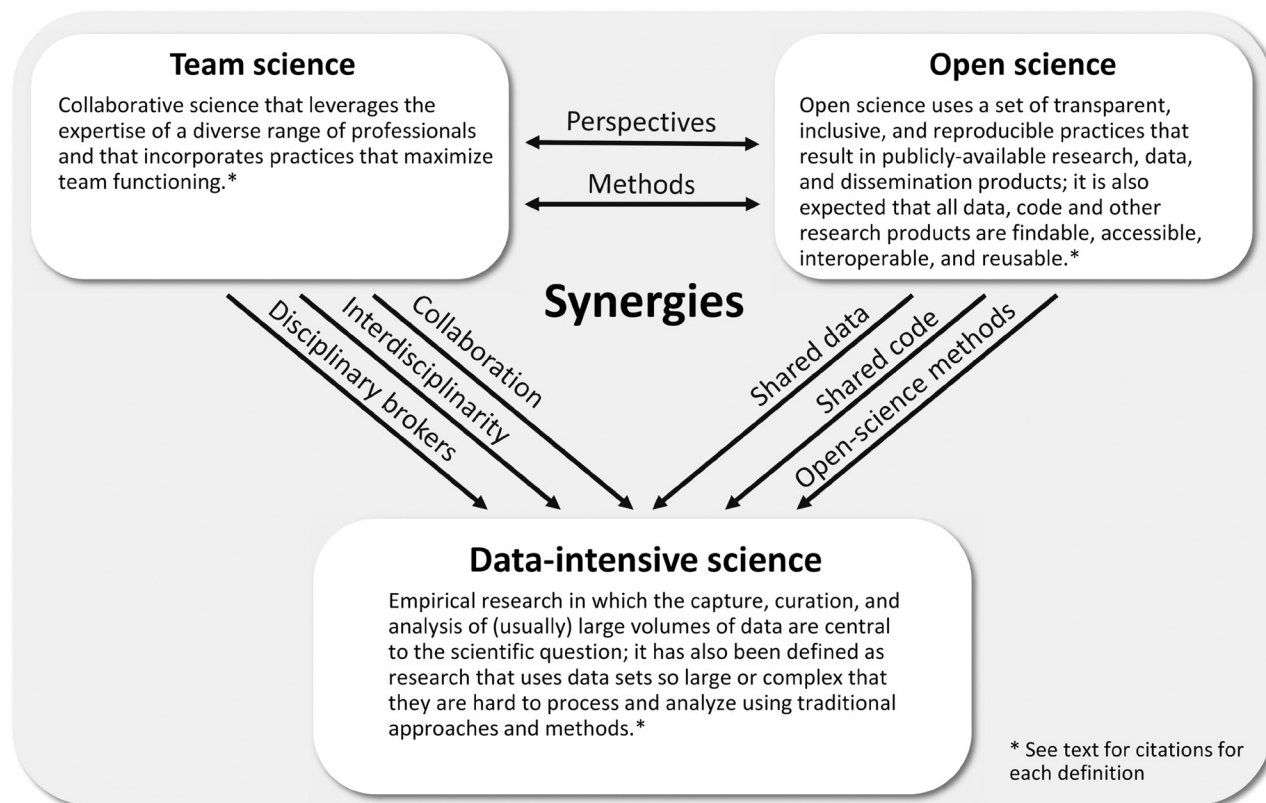 Team science
Collaborative science that leverages the
expertise of a diverse range of professionals
and that incorporates practices that maximize
team functioning.*
Perspectives
Methods
Open science
Open science uses a set of transparent,
inclusive, and reproducible practices that
result in publicly-available research, data,
and dissemination products; it is also
expected that all data, code and other
research products are findable, accessible,
interoperable, and reusable.*
Synergies
Disciplinary brokers
Interdisciplinarity
Collaboration
Shared data
Shared code
Open-science methods
Data-intensive science
Empirical research in which the capture, curation, and
analysis of (usually) large volumes of data are central
to the scientific question; it has also been defined as
research that uses data sets so large or complex that
they are hard to process and analyze using traditional
approaches and methods.*
* See text for citations for
each definition